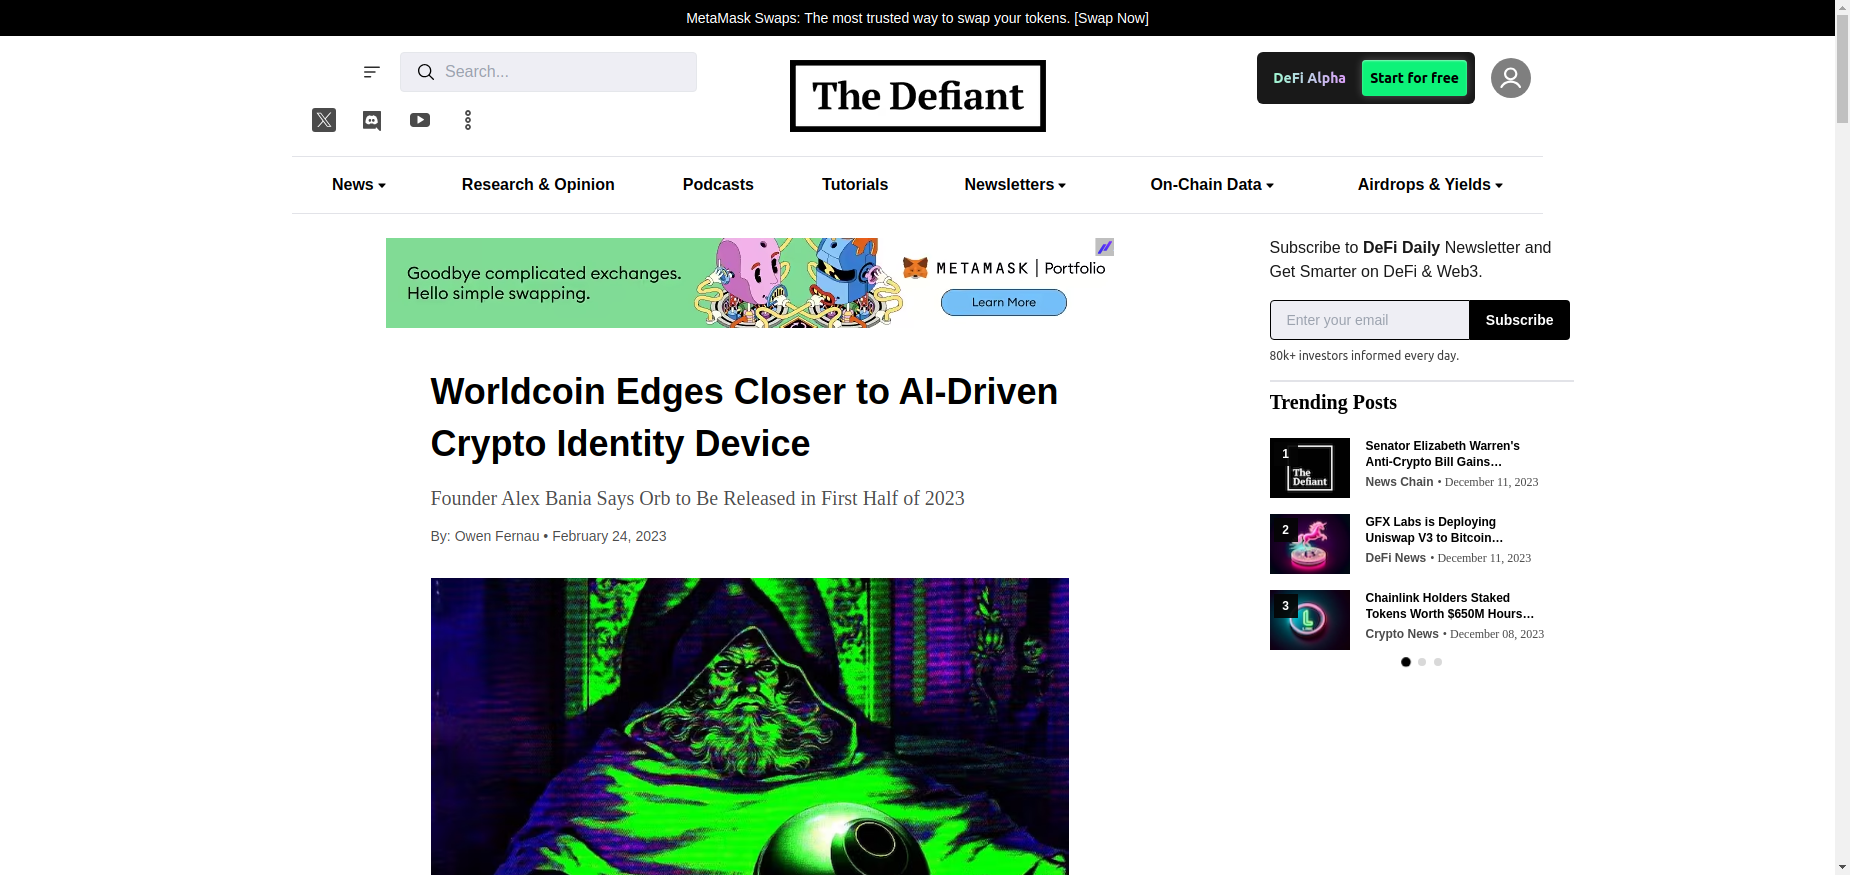 MetaMask Swaps: The most trusted way to swap your tokens. [Swap Now]
Search...
The Defiant
DeFi Alpha
Start for free
News
Research & Opinion
Podcasts
Tutorials
Newsletters
On-Chain Data
Airdrops & Yields
Goodbye complicated exchanges.
Hello simple swapping.
METAMASK | Portfolio
Learn More
Worldcoin Edges Closer to AI-Driven
Crypto Identity Device
Founder Alex Bania Says Orb to Be Released in First Half of 2023
By: Owen Fernau • February 24, 2023
Subscribe to DeFi Daily Newsletter and
Get Smarter on DeFi & Web3.
Enter your email
Subscribe
80k+ investors informed every day.
Trending Posts
1
The
Defiant
Senator Elizabeth Warren's
Anti-Crypto Bill Gains...
News Chain • December 11, 2023
2
GFX Labs is Deploying
Uniswap V3 to Bitcoin...
DeFi News • December 11, 2023
3
Chainlink Holders Staked
Tokens Worth $650M Hours...
Crypto News • December 08, 2023